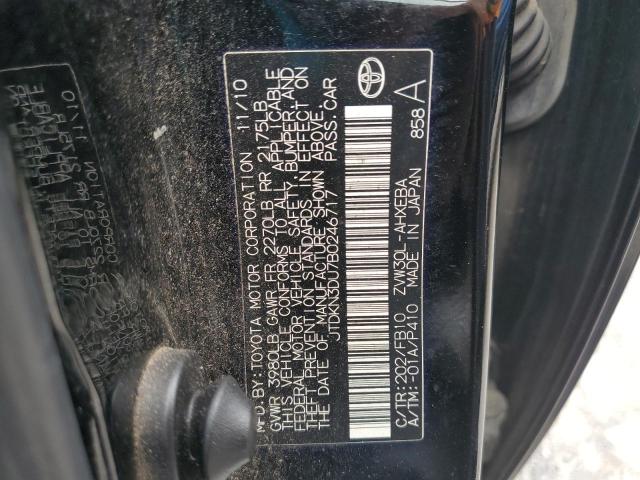 MFD.BY:TOYOTA MOTOR CORPORATION 11/10
GVWR 3980LB GAWR FR 2270LB RR 2175LB
THIS VEHICLE CONFORMS TO ALL APPLICABLE
FEDERAL MOTOR VEHICLE SAFETY, BUMPER, AND
THEFT PREVENTION STANDARDS IN EFFECT ON
THE DATE OF MANUFACTURE SHOWN ABOVE.
JTDKN3DU7B0246717 PASS.CAR
C/TR:202/FB10 ZVW30L-AHXEBA
A/TM:-01A/P410 MADE IN JAPAN
858 A